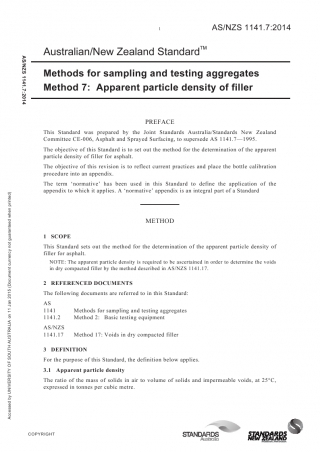 1
AS/NZS 1141.7:2014
Australian/New Zealand Standard™
Methods for sampling and testing aggregates
Method 7: Apparent particle density of filler
PREFACE
This Standard was prepared by the Joint Standards Australia/Standards New Zealand
Committee CE-006, Asphalt and Sprayed Surfacing, to supersede AS 1141.7—1995.
The objective of this Standard is to set out the method for the determination of the apparent
particle density of filler for asphalt.
The objective of this revision is to reflect current practices and place the bottle calibration
procedure into an appendix.
The term 'normative' has been used in this Standard to define the application of the
appendix to which it applies. A 'normative' appendix is an integral part of a Standard
METHOD
1 SCOPE
This Standard sets out the method for the determination of the apparent particle density of
filler for asphalt.
NOTE: The apparent particle density is required to be ascertained in order to determine the voids
in dry compacted filler by the method described in AS/NZS 1141.17.
2 REFERENCED DOCUMENTS
The following documents are referred to in this Standard:
AS
1141 Methods for sampling and testing aggregates
1141.2 Method 2: Basic testing equipment
AS/NZS
1141.17 Method 17: Voids in dry compacted filler
3 DEFINITION
For the purpose of this Standard, the definition below applies.
3.1 Apparent particle density
The ratio of the mass of solids in air to volume of solids and impermeable voids, at 25°C,
expressed in tonnes per cubic metre.
COPYRIGHT
STANDARDS
Australia
STANDARDS
NEW ZEALAND
AS/NZS 1141.7:2014
Accessed by UNIVERSITY OF SOUTH AUSTRALIA on 11 Jan 2015 (Document currency not guaranteed when printed)